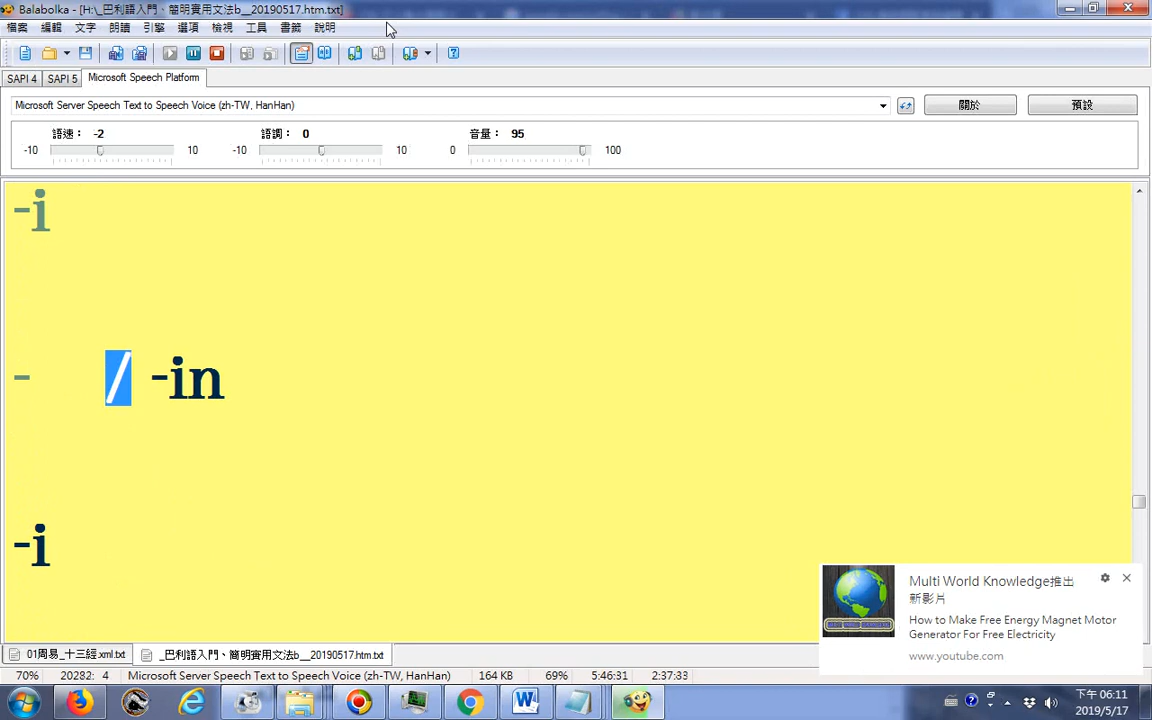 Balabolka - [H:\_巴利語入門、簡明實用文法b__20190517.htm.txt]
檔案 編輯 文字 朗讀 引擎 選項 檢視 工具 書籤 說明
SAPI 4 SAPI 5 Microsoft Speech Platform
Microsoft Server Speech Text to Speech Voice (zh-TW, HanHan) 關於 預設
語速： -2 語調： 0 音量： 95
-10 10 -10 10 0 100
-i
- / -in
-i
Multi World Knowledge推出
新影片
How to Make Free Energy Magnet Motor
Generator For Free Electricity
www.youtube.com
01周易_十三經.xml.txt _巴利語入門、簡明實用文法b__20190517.htm.txt
70% 20282: 4 Microsoft Server Speech Text to Speech Voice (zh-TW, HanHan) 164 KB 69% 5:46:31 2:37:33
下午 06:11
2019/5/17